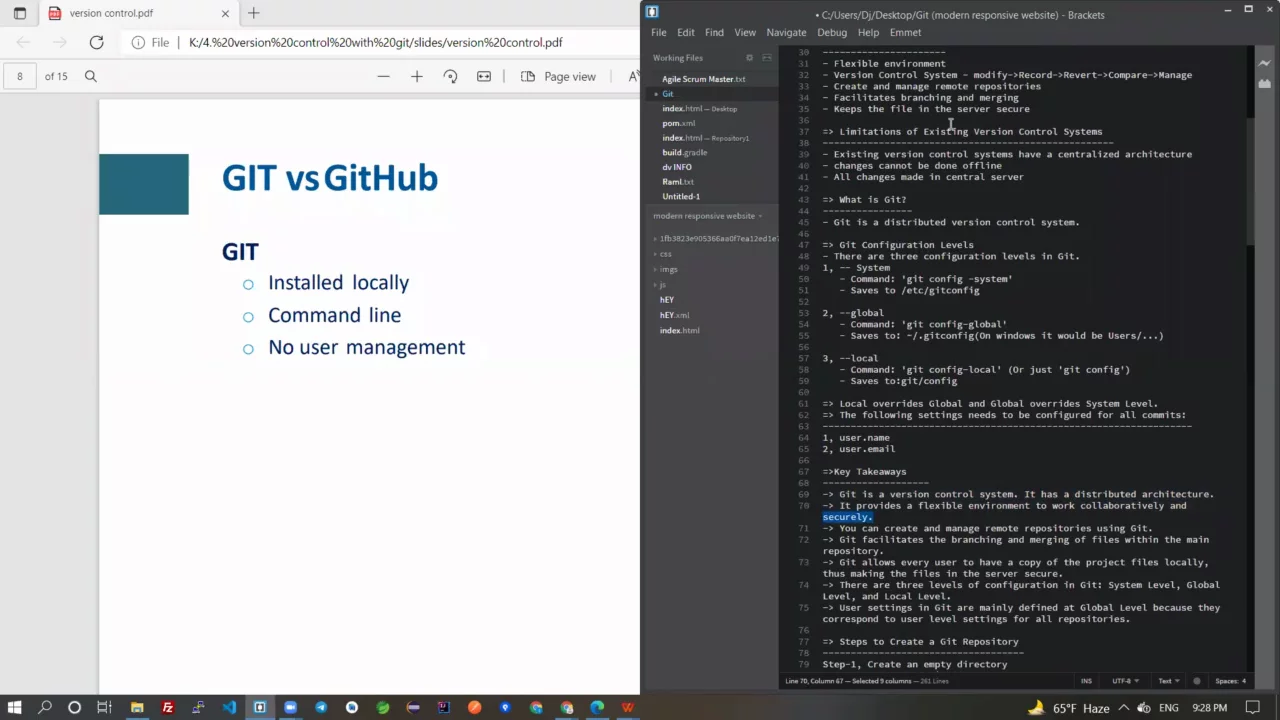 version control.pdf
File
K:/4.%20version%20control%20with%20git/slides/version%20control.pdf
8 of 15
Page view
GIT vs GitHub
GIT
Installed locally
Command line
No user management
• C:/Users/Dj/Desktop/Git (modern responsive website) - Brackets
File Edit Find View Navigate Debug Help Emmet
Working Files
Agile Scrum Master.txt
Git
index.html — Desktop
pom.xml
index.html — Repository1
build.gradle
dv INFO
Raml.txt
Untitled-1
modern responsive website
1fb3823e905366aa0f7ea12ed1e7
css
imgs
js
hEY
hEY.xml
index.html
30 ----------------------
31 - Flexible environment
32 - Version Control System - modify->Record->Revert->Compare->Manage
33 - Create and manage remote repositories
34 - Facilitates branching and merging
35 - Keeps the file in the server secure
36
37 => Limitations of Existing Version Control Systems
38 ----------------------------------------------------
39 - Existing version control systems have a centralized architecture
40 - changes cannot be done offline
41 - All changes made in central server
42
43 => What is Git?
44 ----------------
45 - Git is a distributed version control system.
46
47 => Git Configuration Levels
48 - There are three configuration levels in Git.
49 1, -- System
50 - Command: 'git config -system'
51 - Saves to /etc/gitconfig
52
53 2, --global
54 - Command: 'git config-global'
55 - Saves to: ~/.gitconfig(On windows it would be Users/...)
56
57 3, --local
58 - Command: 'git config-local' (Or just 'git config')
59 - Saves to:git/config
60
61 => Local overrides Global and Global overrides System Level.
62 => The following settings needs to be configured for all commits:
63 ------------------------------------------------------------------
64 1, user.name
65 2, user.email
66
67 =>Key Takeaways
68 -------------------
69 -> Git is a version control system. It has a distributed architecture.
70 -> It provides a flexible environment to work collaboratively and
securely.
71 -> You can create and manage remote repositories using Git.
72 -> Git facilitates the branching and merging of files within the main
repository.
73 -> Git allows every user to have a copy of the project files locally,
thus making the files in the server secure.
74 -> There are three levels of configuration in Git: System Level, Global
Level, and Local Level.
75 -> User settings in Git are mainly defined at Global Level because they
correspond to user level settings for all repositories.
76
77 => Steps to Create a Git Repository
78 ------------------------------------
79 Step-1, Create an empty directory
Line 70, Column 67 — Selected 9 columns — 261 Lines
INS UTF-8 Text Spaces: 4
65°F Haze ENG 9:28 PM